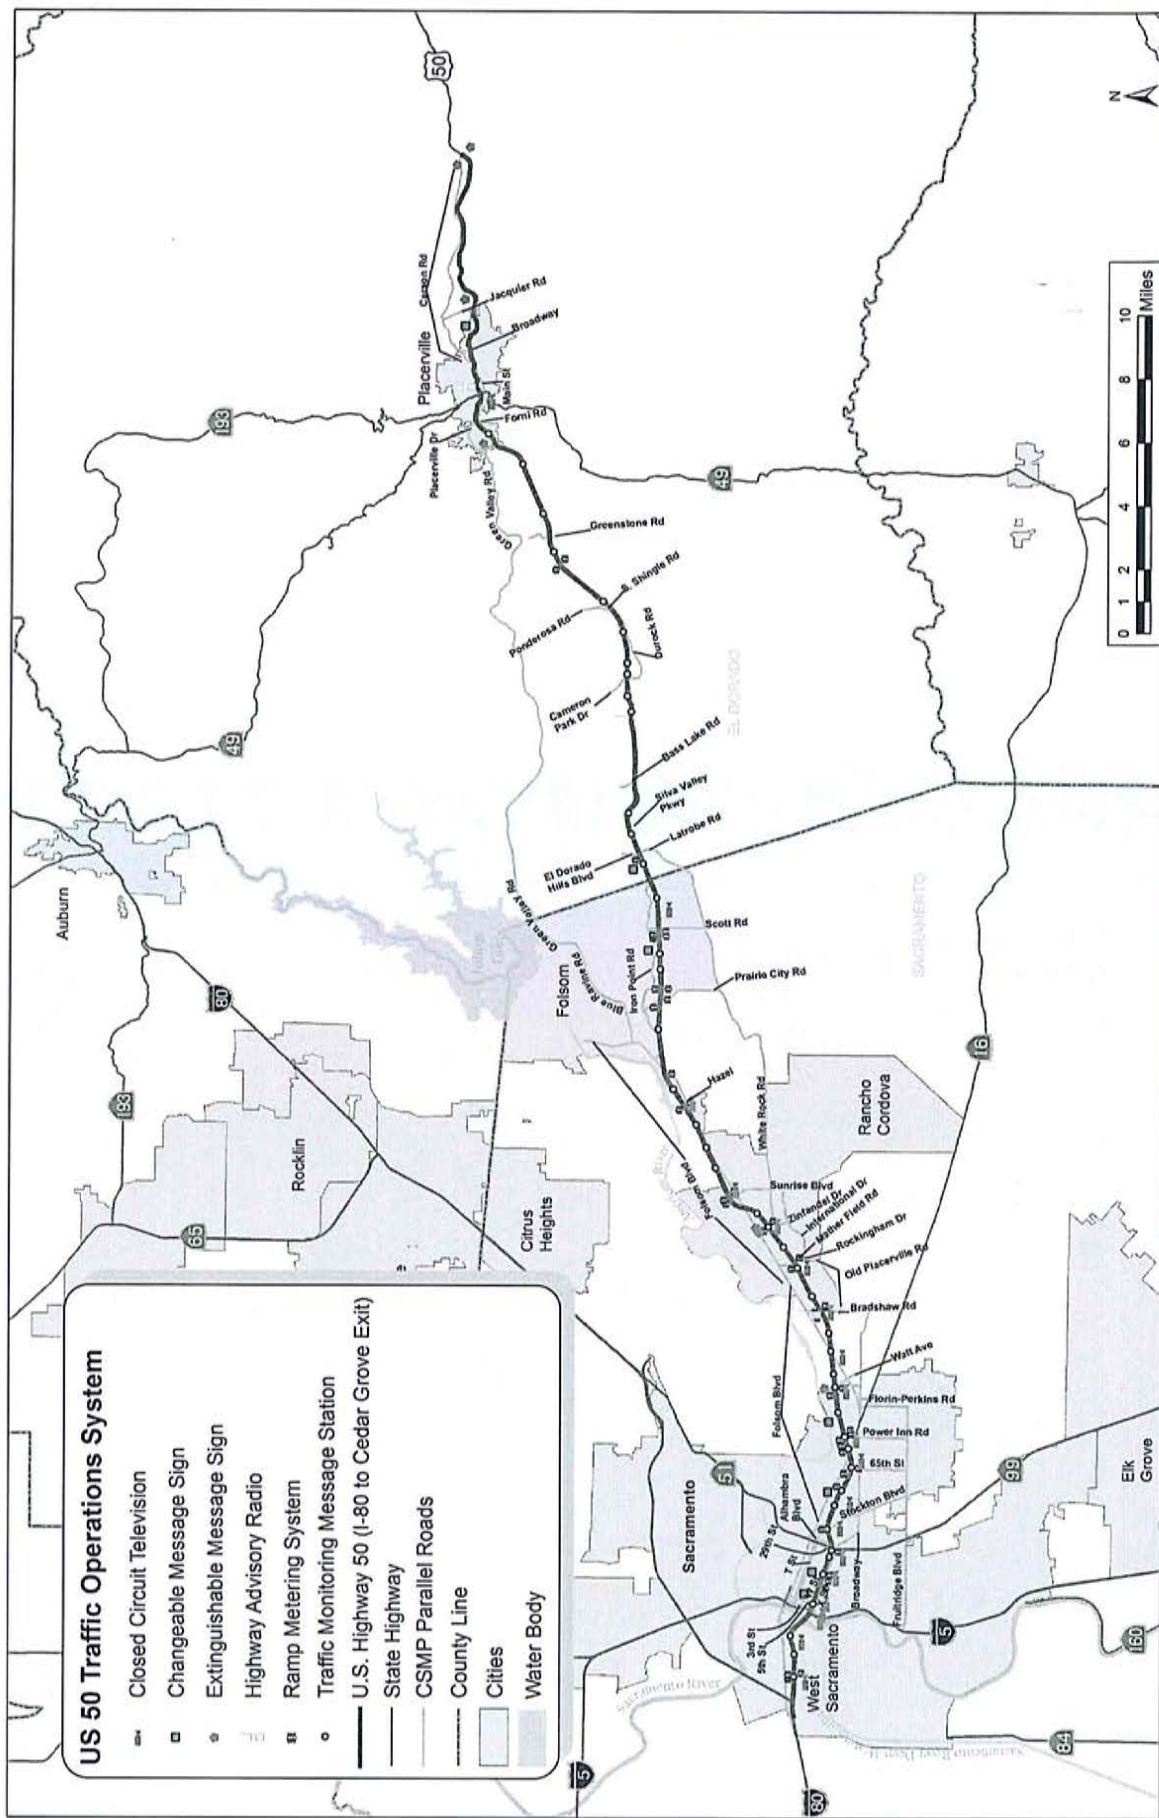 US 50 Traffic Operations System
Closed Circuit Television
Changeable Message Sign
Extinguishable Message Sign
Highway Advisory Radio
Ramp Metering System
Traffic Monitoring Message Station
U.S. Highway 50 (I-80 to Cedar Grove Exit)
State Highway
CSMP Parallel Roads
County Line
Cities
Water Body
Auburn
80
193
65
Rocklin
Citrus
Heights
49
193
50
Placerville
Carson Rd
Jacquier Rd
Broadway
Main St
Forni Rd
Placerville Dr
Green Valley Rd
49
Greenstone Rd
S. Shingle Rd
Ponderosa Rd
Durock Rd
Cameron
Park Dr
EL DORADO
Bass Lake Rd
Silva Valley
Pkwy
Latrobe Rd
El Dorado
Hills Blvd
Green Valley Rd
Folsom
Blue Ravine Rd
Iron Point Rd
Scott Rd
Prairie City Rd
SACRAMENTO
Hazel
White Rock Rd
Rancho
Cordova
16
Folsom Blvd
Sunrise Blvd
Zinfandel Dr
International Dr
Mather Field Rd
Rockingham Dr
Old Placerville Rd
Bradshaw Rd
Watt Ave
Florin-Perkins Rd
Power Inn Rd
65th St
Folsom Blvd
Stockton Blvd
Alhambra
Blvd
29th St
T St
51
Sacramento
99
Elk
Grove
Broadway
Fruitridge Blvd
3rd St
5th St
5
160
West
Sacramento
Sacramento River
84
80
5
N
0 1 2 4 6 8 10
Miles